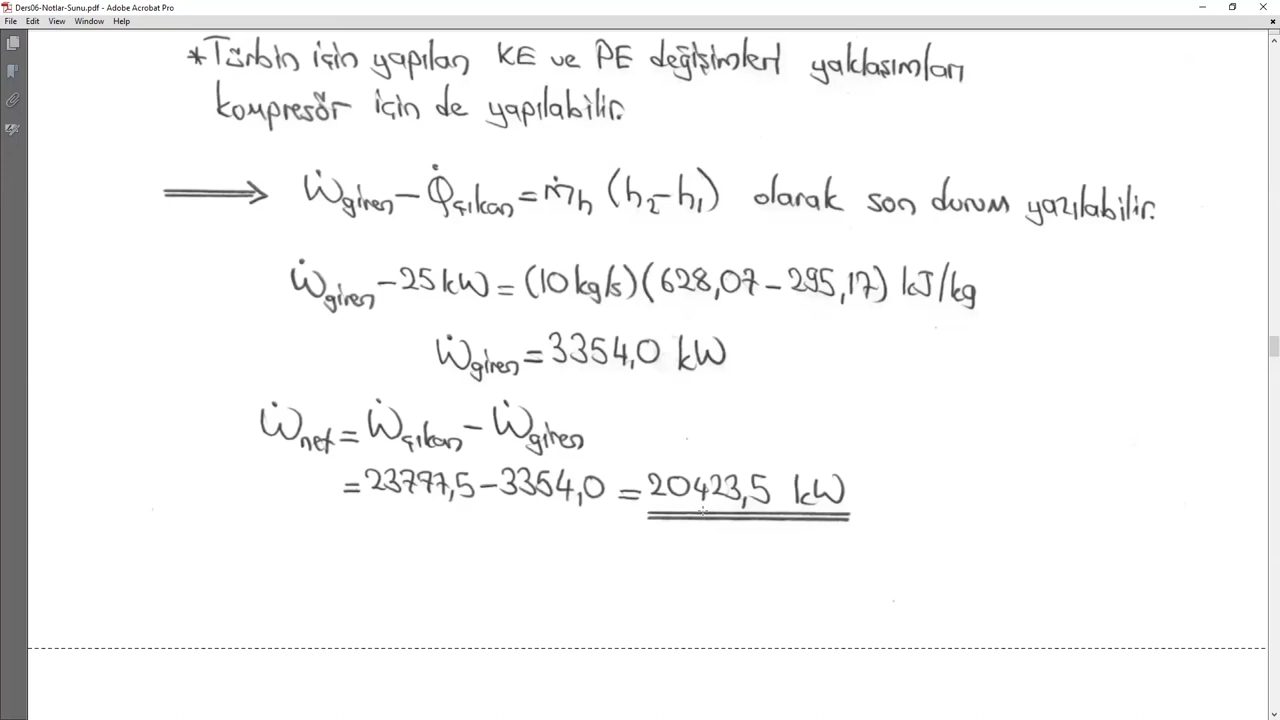 Ders06-Notlar-Sunu.pdf - Adobe Acrobat Pro
File Edit View Window Help
*Türbin için yapılan KE ve PE değişimleri yaklaşımları
kompresör için de yapılabilir.
⟹ Ẇgiren − Q̇çıkan = ṁh (h₂−h₁) olarak son durum yazılabilir.
Ẇgiren − 25 kW = (10 kg/s)(628,07 − 295,17) kJ/kg
Ẇgiren = 3354,0 kW
Ẇnet = Ẇçıkan − Ẇgiren
= 23777,5 − 3354,0 = 20423,5 kW